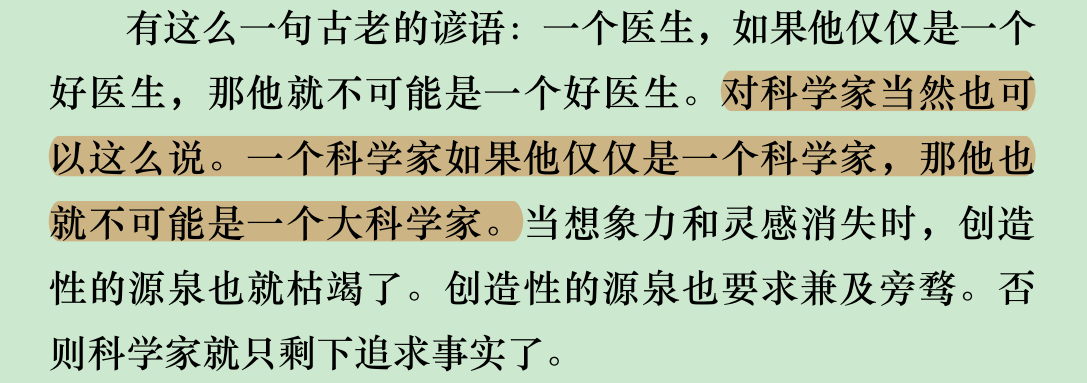 有这么一句古老的谚语：一个医生，如果他仅仅是一个
好医生，那他就不可能是一个好医生。对科学家当然也可
以这么说。一个科学家如果他仅仅是一个科学家，那他也
就不可能是一个大科学家。当想象力和灵感消失时，创造
性的源泉也就枯竭了。创造性的源泉也要求兼及旁骛。否
则科学家就只剩下追求事实了。